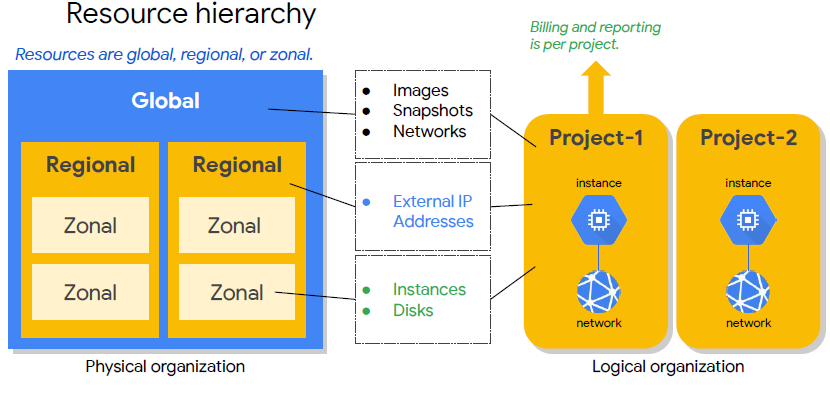 Resource hierarchy
Resources are global, regional, or zonal.
Billing and reporting
is per project.
Global
Regional
Regional
Zonal
Zonal
Zonal
Zonal
● Images
● Snapshots
● Networks
● External IP
Addresses
● Instances
● Disks
Project-1
Project-2
instance
instance
network
network
Physical organization
Logical organization